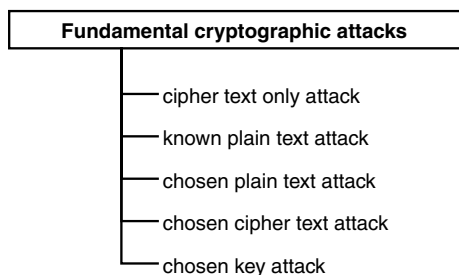 Fundamental cryptographic attacks
cipher text only attack
known plain text attack
chosen plain text attack
chosen cipher text attack
chosen key attack